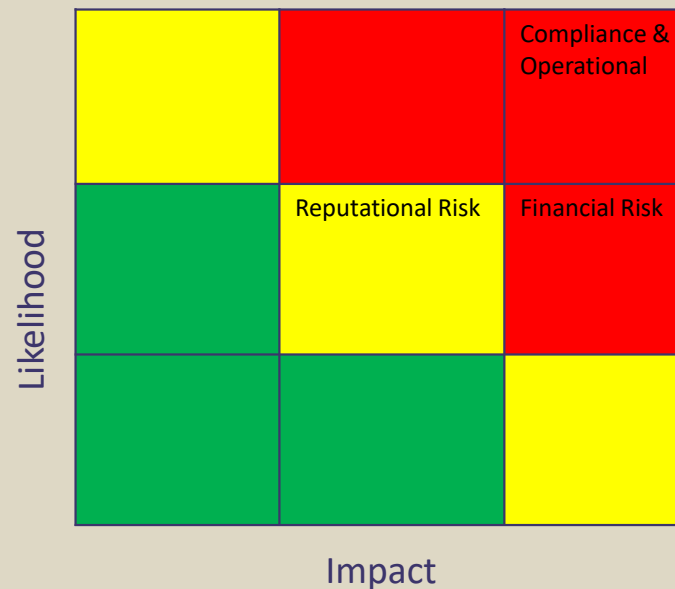 Compliance &
Operational
Reputational Risk
Financial Risk
Likelihood
Impact